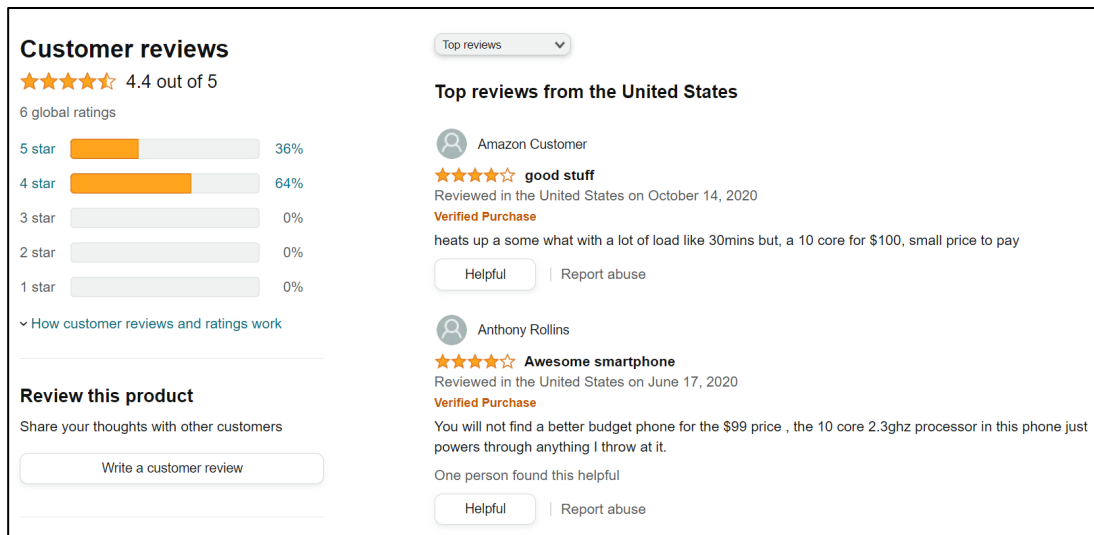 Customer reviews
4.4 out of 5
6 global ratings
5 star 36%
4 star 64%
3 star 0%
2 star 0%
1 star 0%
How customer reviews and ratings work
Review this product
Share your thoughts with other customers
Write a customer review
Top reviews
Top reviews from the United States
Amazon Customer
good stuff
Reviewed in the United States on October 14, 2020
Verified Purchase
heats up a some what with a lot of load like 30mins but, a 10 core for $100, small price to pay
Helpful | Report abuse
Anthony Rollins
Awesome smartphone
Reviewed in the United States on June 17, 2020
Verified Purchase
You will not find a better budget phone for the $99 price , the 10 core 2.3ghz processor in this phone just
powers through anything I throw at it.
One person found this helpful
Helpful | Report abuse